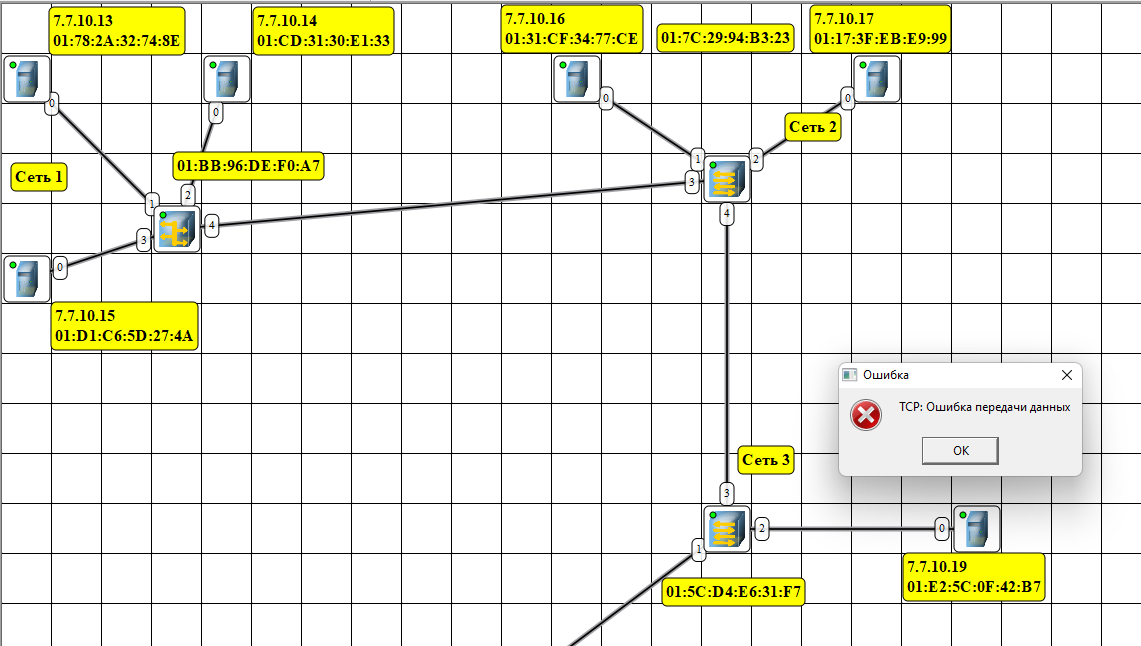 7.7.10.13
01:78:2A:32:74:8E
7.7.10.14
01:CD:31:30:E1:33
7.7.10.16
01:31:CF:34:77:CE
01:7C:29:94:B3:23
7.7.10.17
01:17:3F:EB:E9:99
0
0
0
0
Сеть 2
Сеть 1
01:BB:96:DE:F0:A7
1
2
3
1
2
4
3
4
0
7.7.10.15
01:D1:C6:5D:27:4A
Ошибка
TCP: Ошибка передачи данных
OK
Сеть 3
3
2
0
1
7.7.10.19
01:E2:5C:0F:42:B7
01:5C:D4:E6:31:F7